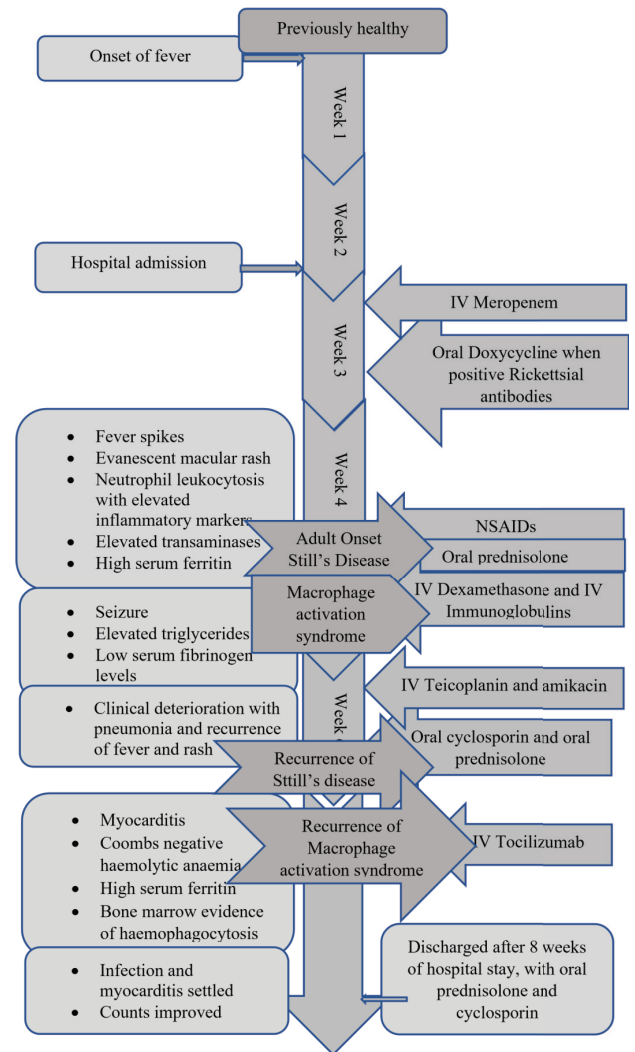 Previously healthy
Onset of fever
Week 1
Week 2
Hospital admission
IV Meropenem
Week 3
Oral Doxycycline when
positive Rickettsial
antibodies
• Fever spikes
• Evanescent macular rash
• Neutrophil leukocytosis
with elevated
inflammatory markers
• Elevated transaminases
• High serum ferritin
Week 4
Adult Onset
Still's Disease
NSAIDs
Oral prednisolone
Macrophage
activation
syndrome
IV Dexamethasone and IV
Immunoglobulins
• Seizure
• Elevated triglycerides
• Low serum fibrinogen
levels
• Clinical deterioration with
pneumonia and recurrence
of fever and rash
Week
IV Teicoplanin and amikacin
Oral cyclosporin and oral
prednisolone
Recurrence of
Sttill's disease
• Myocarditis
• Coombs negative
haemolytic anaemia
• High serum ferritin
• Bone marrow evidence
of haemophagocytosis
Recurrence of
Macrophage
activation syndrome
IV Tocilizumab
• Infection and
myocarditis settled
• Counts improved
Discharged after 8 weeks
of hospital stay, with oral
prednisolone and
cyclosporin